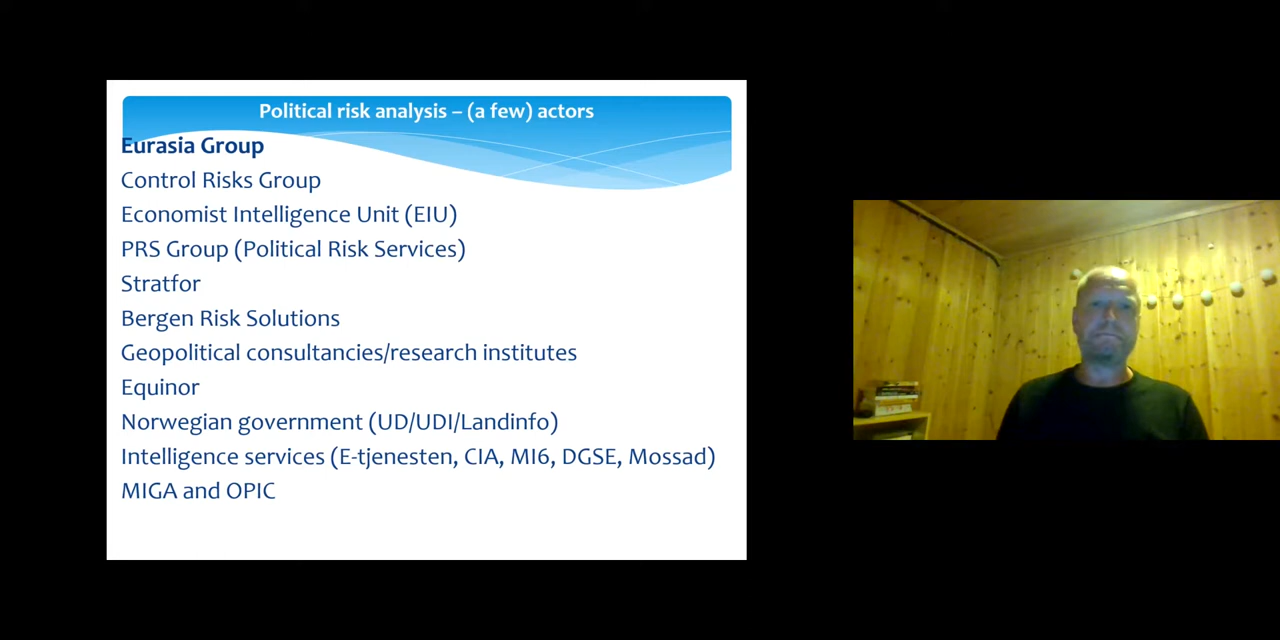 Political risk analysis – (a few) actors
Eurasia Group
Control Risks Group
Economist Intelligence Unit (EIU)
PRS Group (Political Risk Services)
Stratfor
Bergen Risk Solutions
Geopolitical consultancies/research institutes
Equinor
Norwegian government (UD/UDI/Landinfo)
Intelligence services (E-tjenesten, CIA, MI6, DGSE, Mossad)
MIGA and OPIC